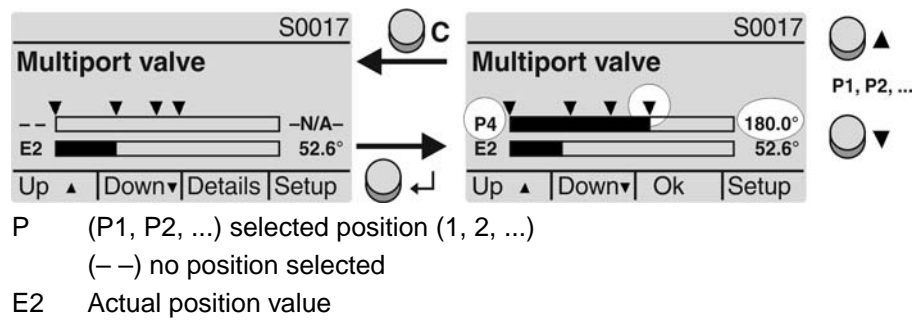 S0017
Multiport valve
– – –N/A–
E2 52.6°
Up ▲ Down▼ Details Setup
C
↵
S0017
Multiport valve
P4 180.0°
E2 52.6°
Up ▲ Down▼ Ok Setup
▲
P1, P2, ...
▼
P (P1, P2, ...) selected position (1, 2, ...)
(– –) no position selected
E2 Actual position value